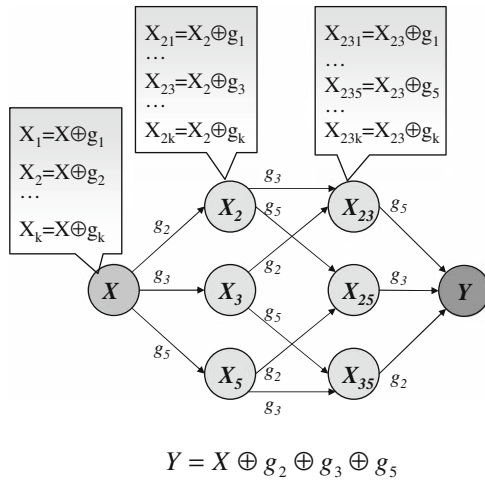 X₂₁=X₂⊕g₁
...
X₂₃=X₂⊕g₃
...
X₂ₖ=X₂⊕gₖ
X₂₃₁=X₂₃⊕g₁
...
X₂₃₅=X₂₃⊕g₅
...
X₂₃ₖ=X₂₃⊕gₖ
X₁=X⊕g₁
X₂=X⊕g₂
...
Xₖ=X⊕gₖ
g₃
X₂
X₂₃
g₂
g₅
g₅
X
g₃
X₃
g₂
X₂₅
g₃
Y
g₅
g₅
X₅
g₂
X₃₅
g₂
g₃
Y = X ⊕ g₂ ⊕ g₃ ⊕ g₅